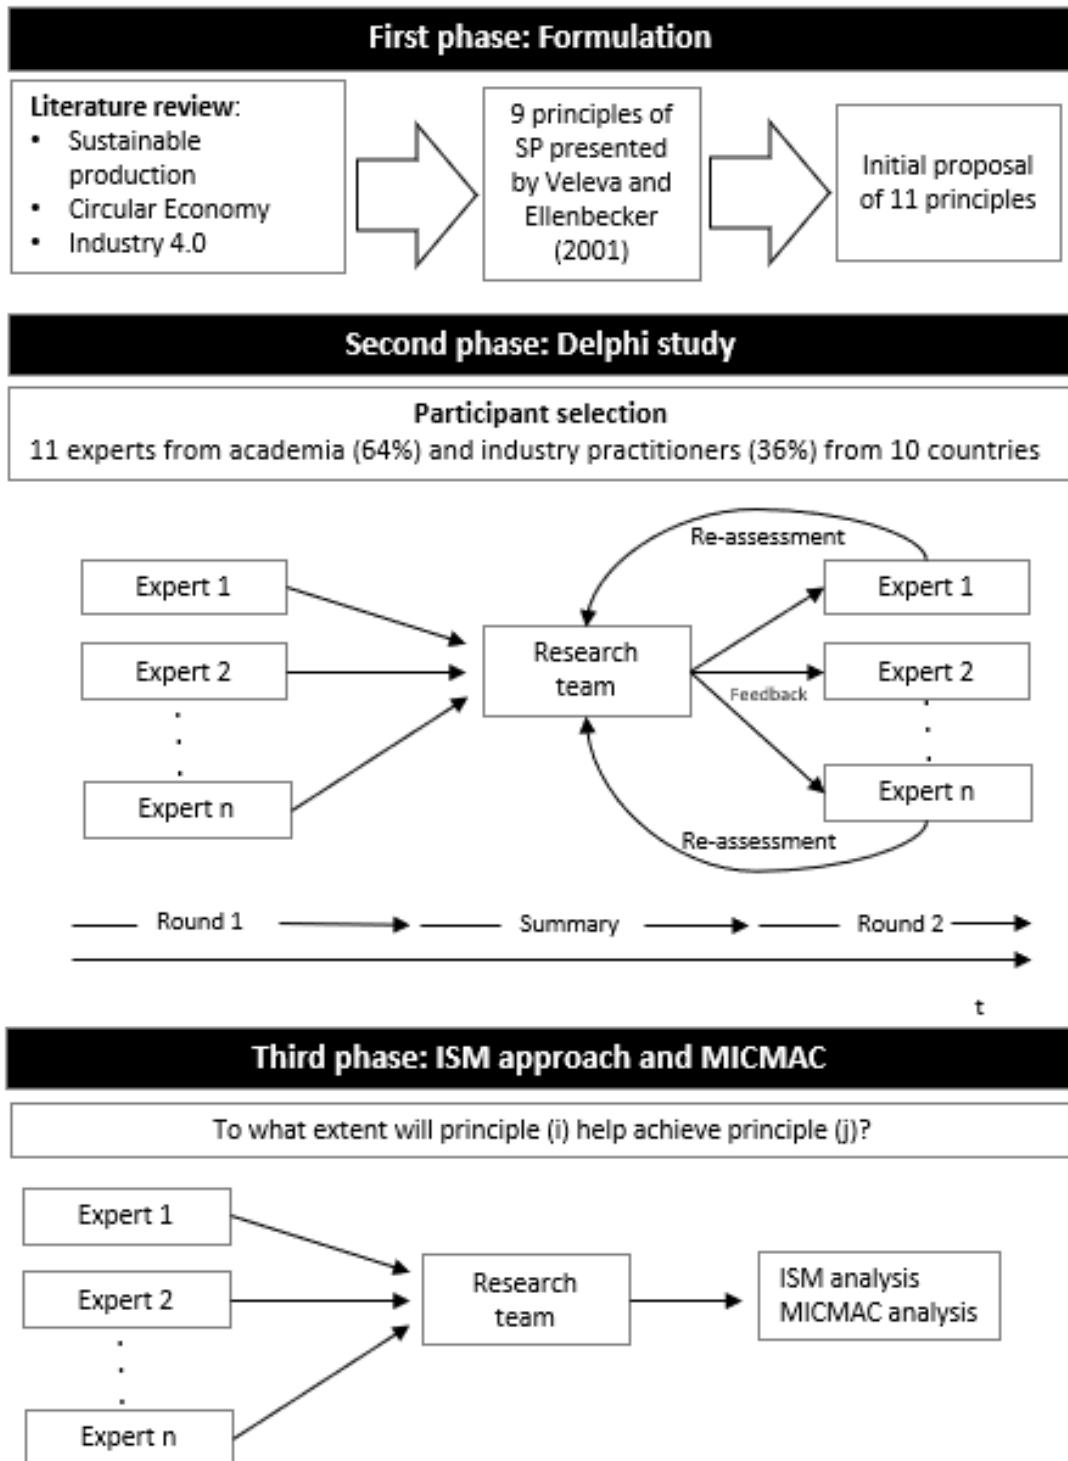 First phase: Formulation
Literature review:
• Sustainable
production
• Circular Economy
• Industry 4.0
9 principles of
SP presented
by Veleva and
Ellenbecker
(2001)
Initial proposal
of 11 principles
Second phase: Delphi study
Participant selection
11 experts from academia (64%) and industry practitioners (36%) from 10 countries
Expert 1
Expert 2
Expert n
Research
team
Re-assessment
Feedback
Re-assessment
Expert 1
Expert 2
Expert n
Round 1
Summary
Round 2
t
Third phase: ISM approach and MICMAC
To what extent will principle (i) help achieve principle (j)?
Expert 1
Expert 2
Expert n
Research
team
ISM analysis
MICMAC analysis